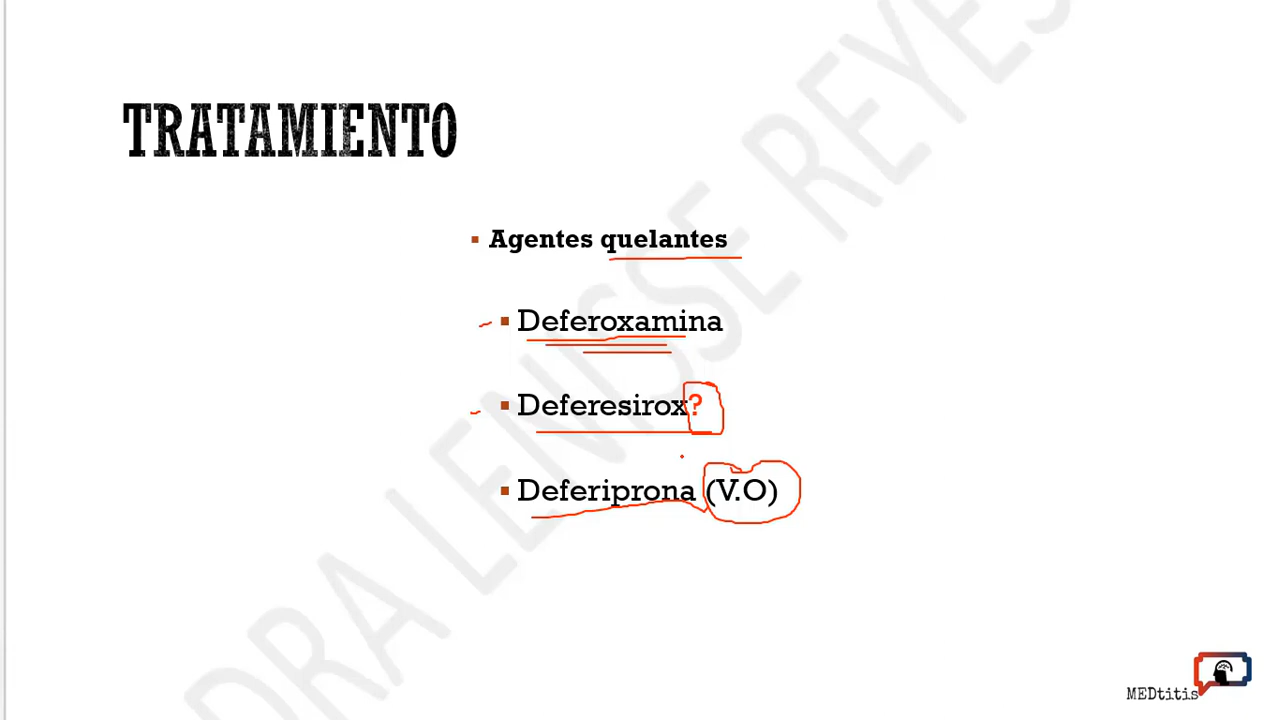 TRATAMIENTO
Agentes quelantes
Deferoxamina
Deferesirox?
Deferiprona (V.O)
DRA LENISSE REYES
MEDtitis